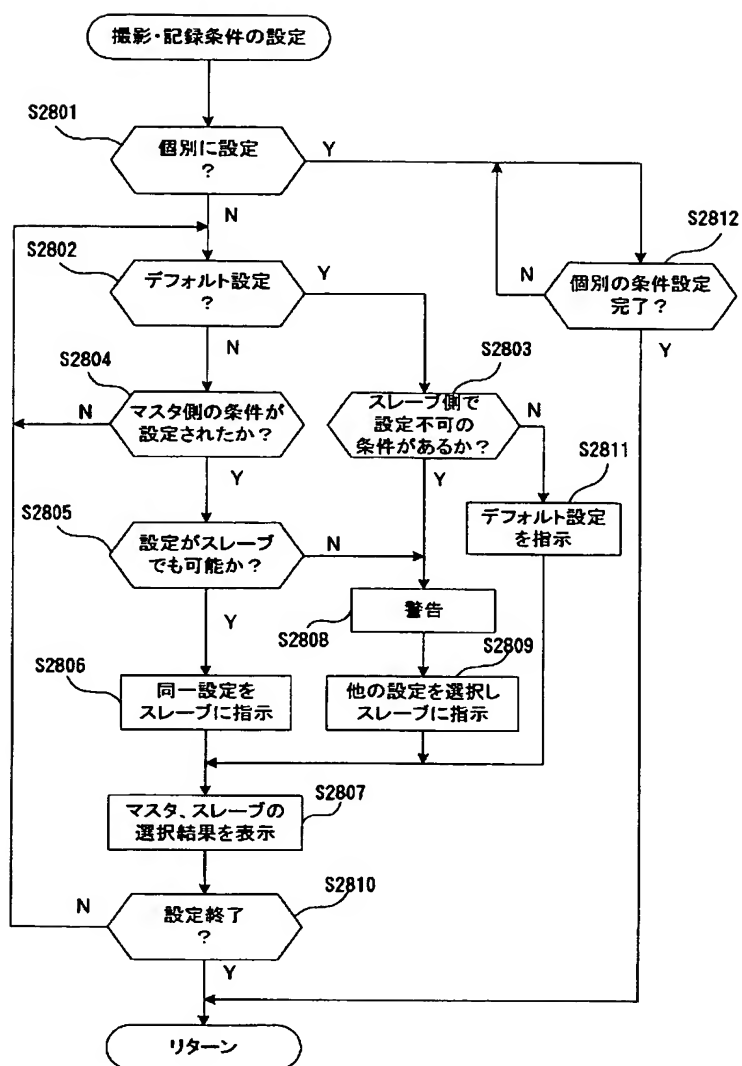 撮影・記録条件の設定
S2801
個別に設定
?
Y
N
S2812
個別の条件設定
完了?
N
Y
S2802
デフォルト設定
?
Y
N
S2804
マスタ側の条件が
設定されたか?
N
Y
S2803
スレーブ側で
設定不可の
条件があるか?
N
Y
S2811
デフォルト設定
を指示
S2805
設定がスレーブ
でも可能か?
N
Y
S2808
警告
S2806
同一設定を
スレーブに指示
S2809
他の設定を選択し
スレーブに指示
S2807
マスタ、スレーブの
選択結果を表示
S2810
設定終了
?
N
Y
リターン